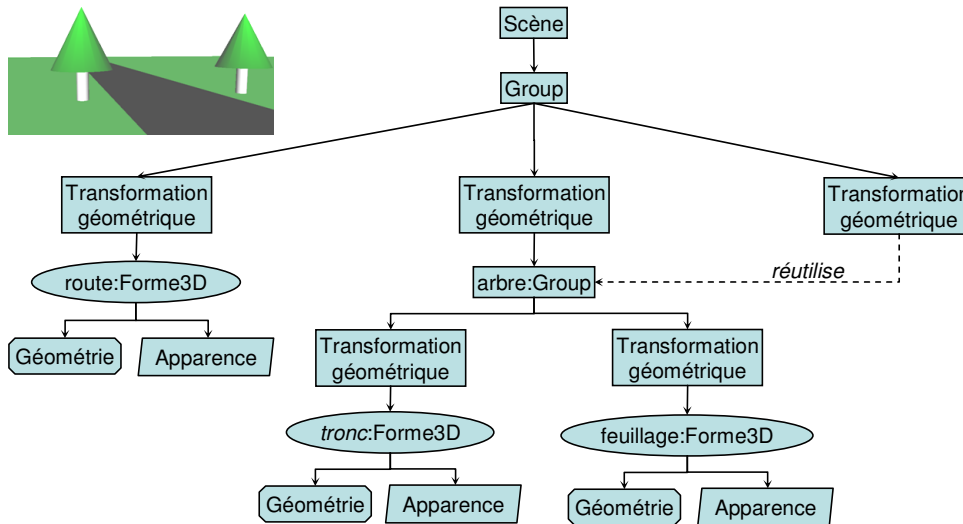 Scène
Group
Transformation
géométrique
Transformation
géométrique
Transformation
géométrique
route:Forme3D
arbre:Group
réutilise
Géométrie
Apparence
Transformation
géométrique
Transformation
géométrique
tronc:Forme3D
feuillage:Forme3D
Géométrie
Apparence
Géométrie
Apparence